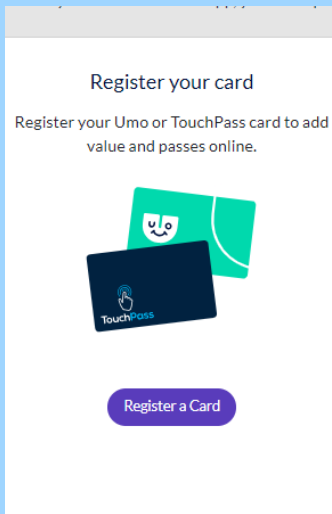 Register your card
Register your Umo or TouchPass card to add
value and passes online.
TouchPass
Register a Card